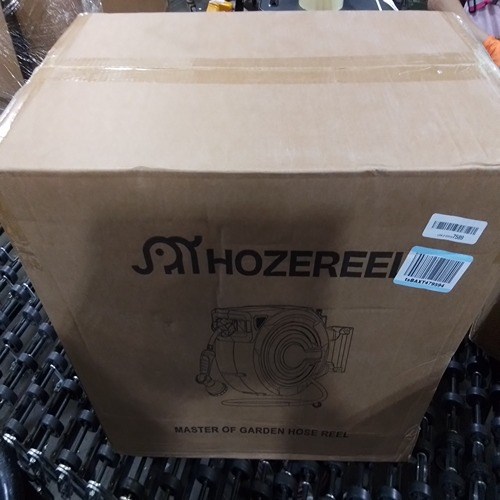 HOZEREEL
MASTER OF GARDEN HOSE REEL